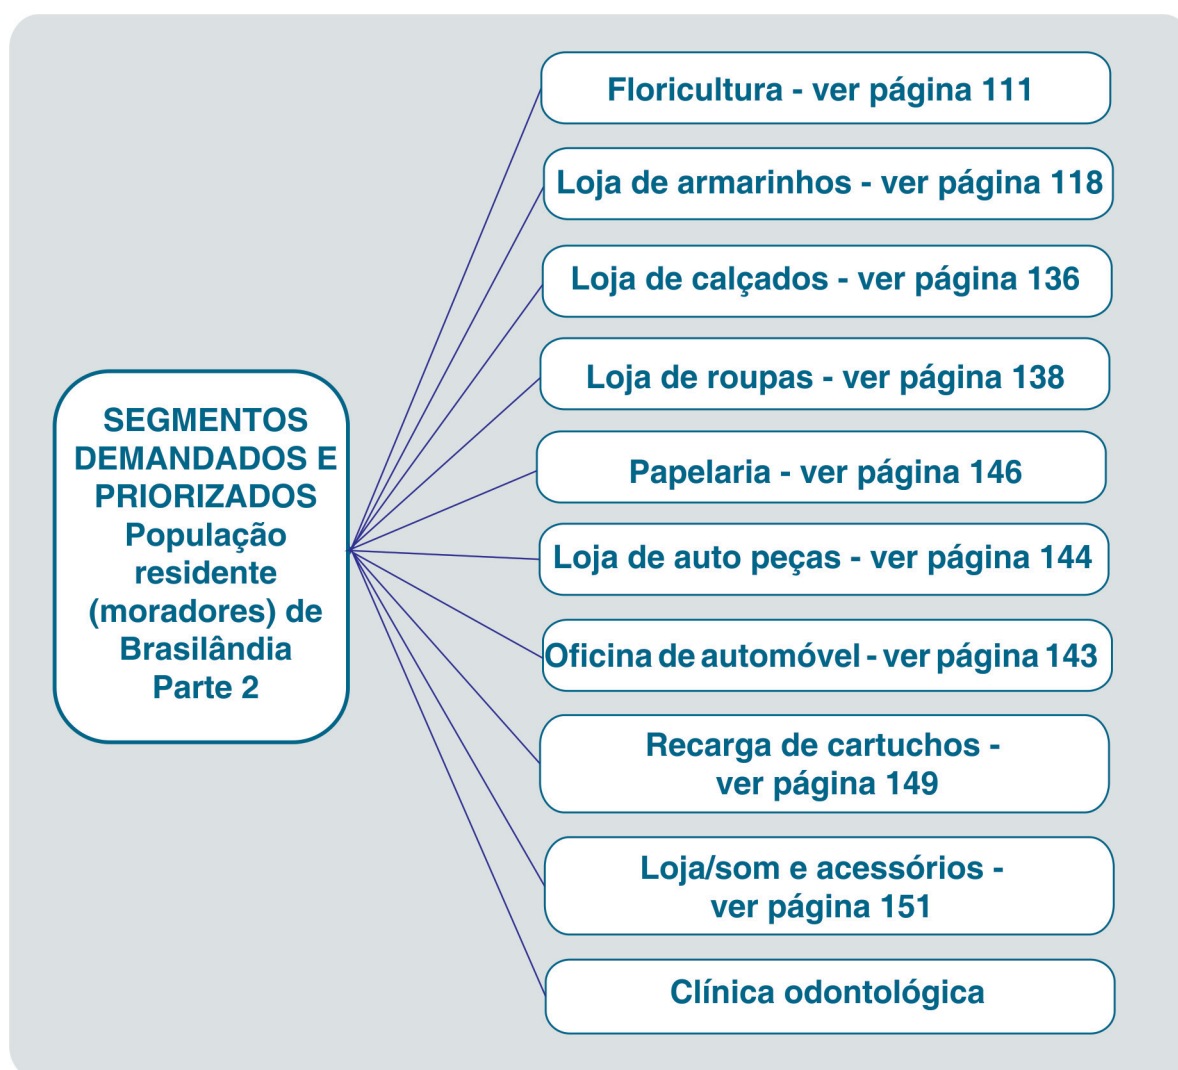 SEGMENTOS
DEMANDADOS E
PRIORIZADOS
População
residente
(moradores) de
Brasilândia
Parte 2
Floricultura - ver página 111
Loja de armarinhos - ver página 118
Loja de calçados - ver página 136
Loja de roupas - ver página 138
Papelaria - ver página 146
Loja de auto peças - ver página 144
Oficina de automóvel - ver página 143
Recarga de cartuchos -
ver página 149
Loja/som e acessórios -
ver página 151
Clínica odontológica